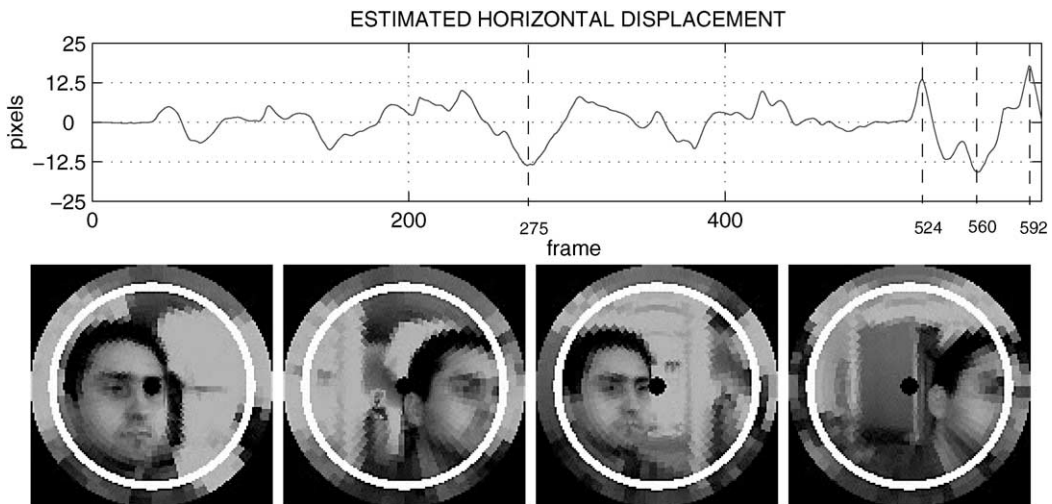 ESTIMATED HORIZONTAL DISPLACEMENT
25
12.5
0
−12.5
−25
pixels
0 200 275 400 524 560 592
frame